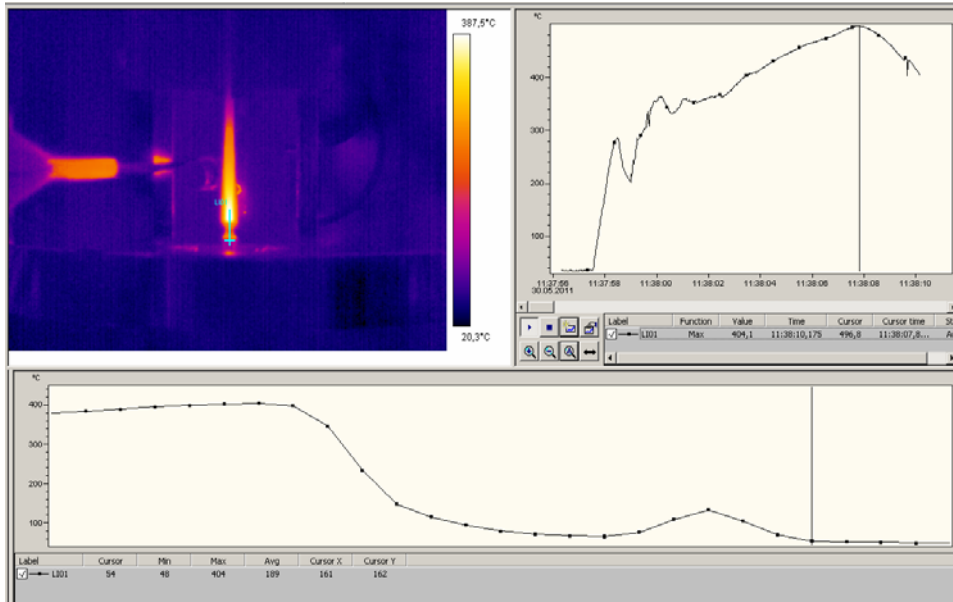 387,5°C
20,3°C
LI01
°C
400
300
200
100
11:37:56
11:37:58
11:38:00
11:38:02
11:38:04
11:38:06
11:38:08
11:38:10
30.05.2011
Label Function Value Time Cursor Cursor time
LI01 Max 404,1 11:38:10,175 496,8 11:38:07,8...
°C
400
300
200
100
Label Cursor Min Max Avg Cursor X Cursor Y
LI01 54 48 404 189 161 162